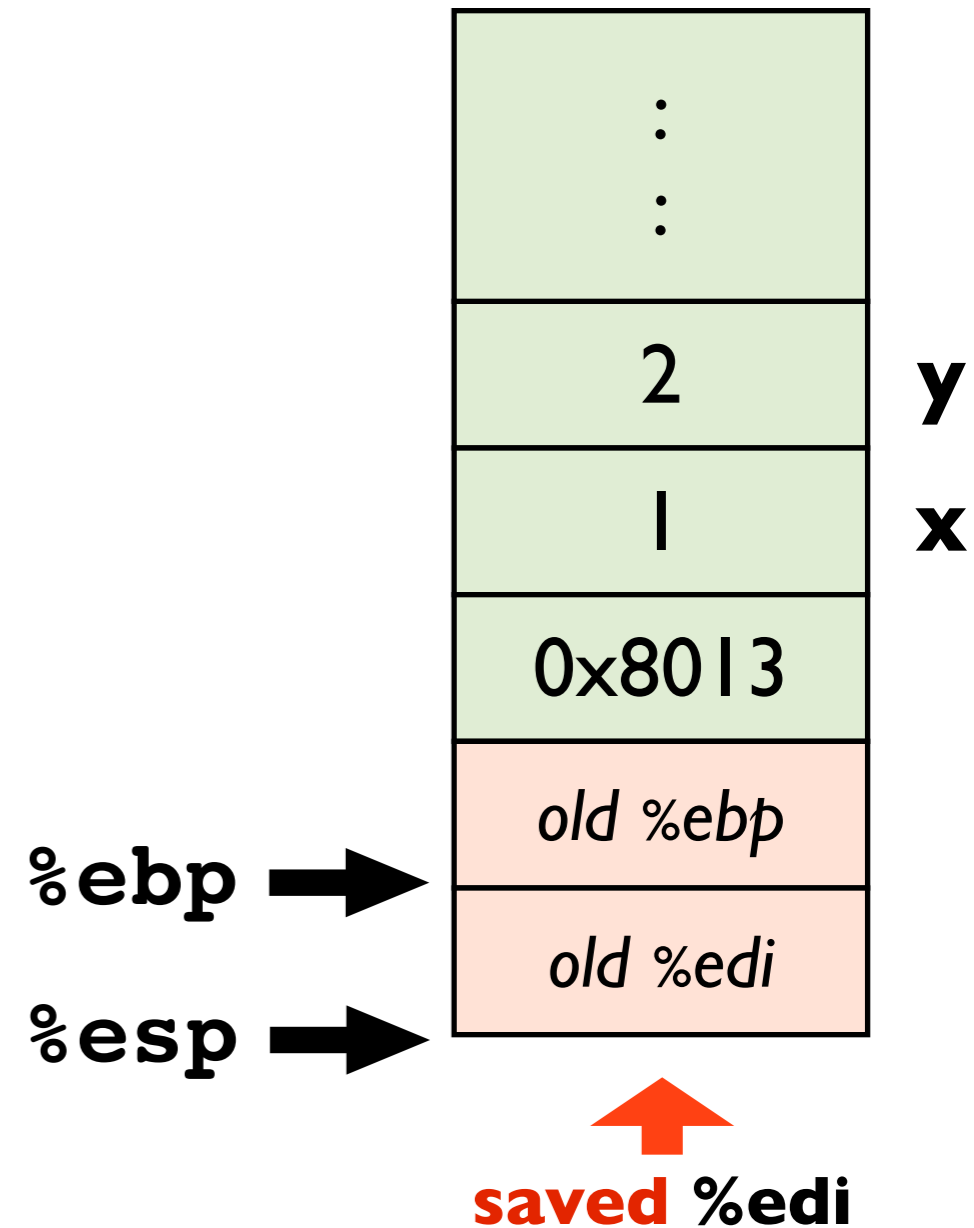 :
:
2 y
1 x
0x8013
old %ebp
%ebp
old %edi
%esp
saved %edi